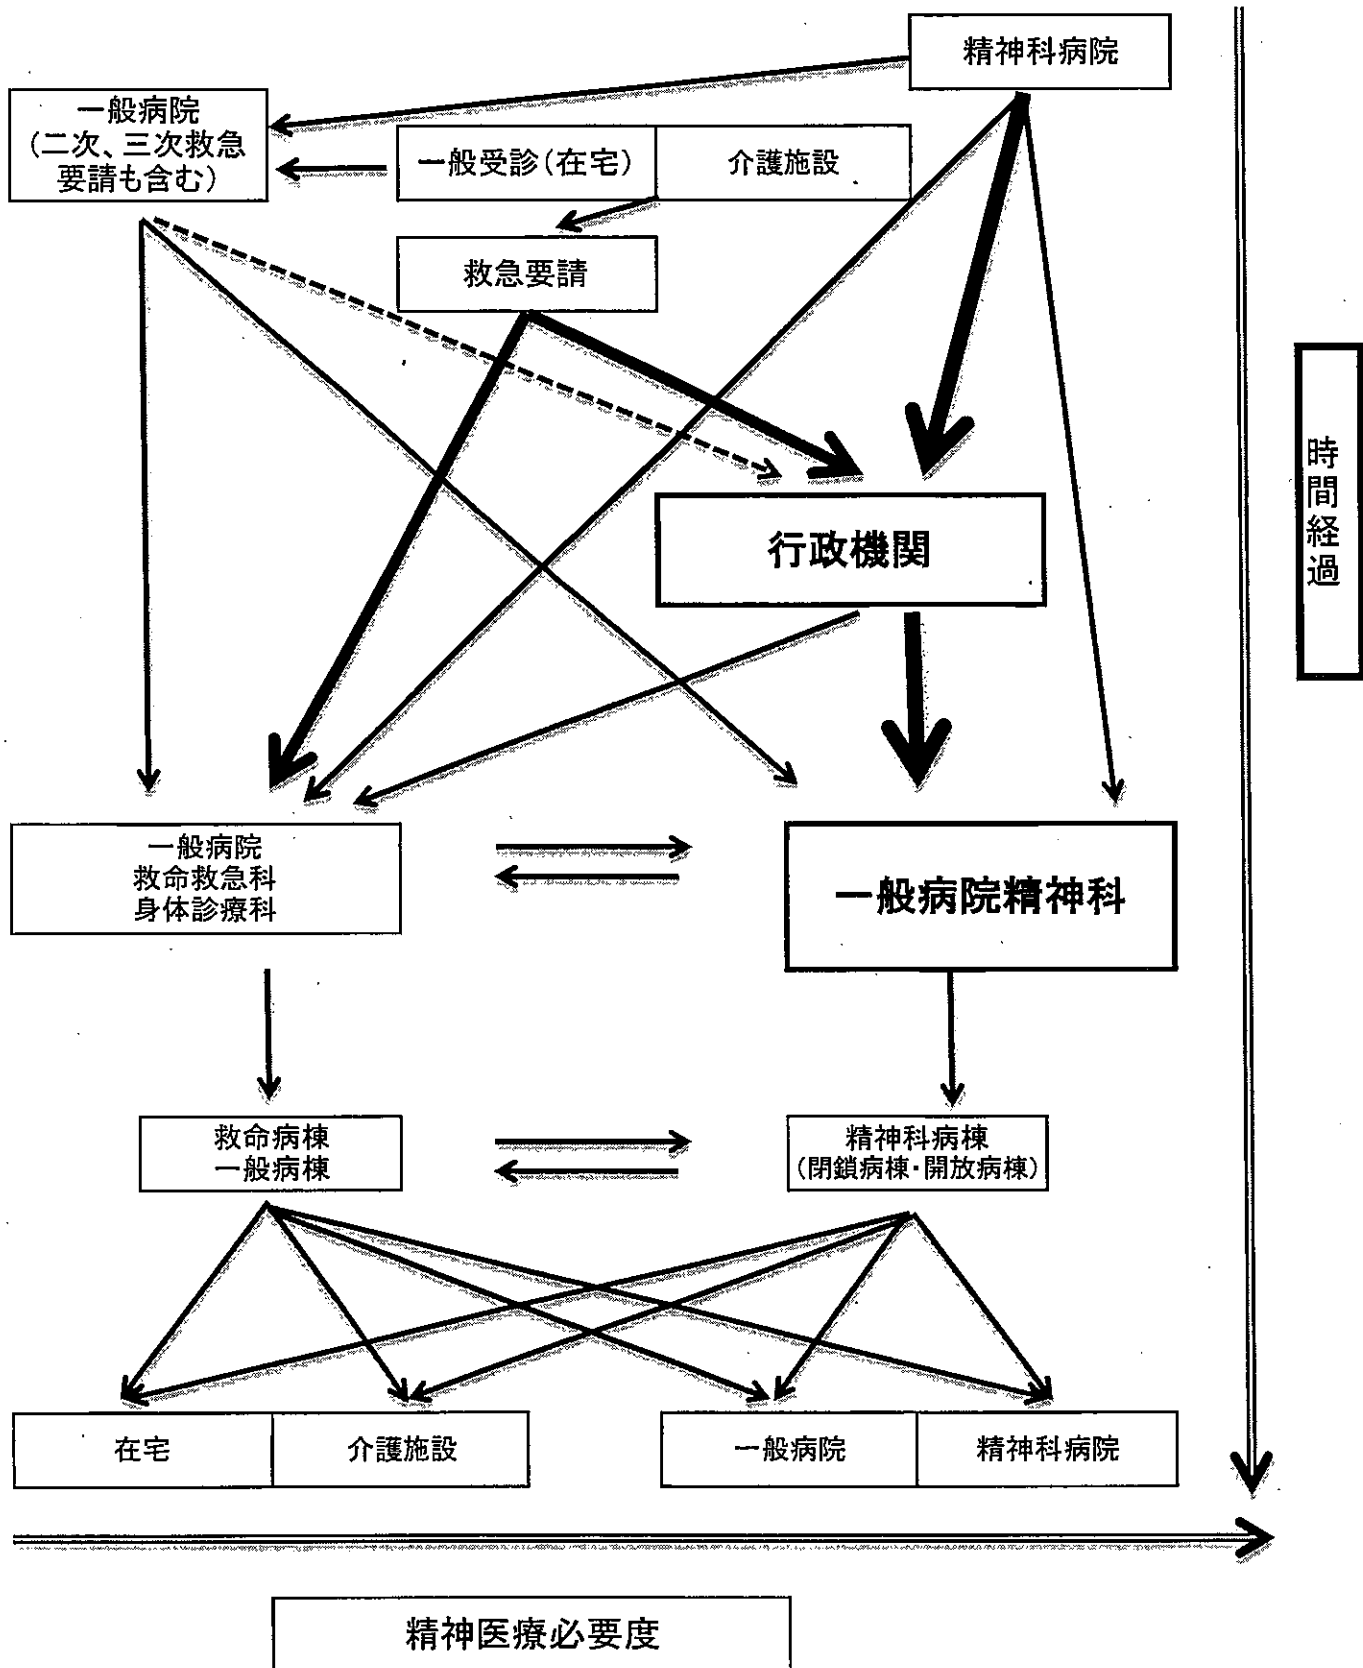 精神科病院
一般病院
(二次、三次救急
要請も含む)
一般受診(在宅)
介護施設
救急要請
行政機関
時間経過
一般病院
救命救急科
身体診療科
一般病院精神科
救命病棟
一般病棟
精神科病棟
(閉鎖病棟・開放病棟)
在宅
介護施設
一般病院
精神科病院
精神医療必要度